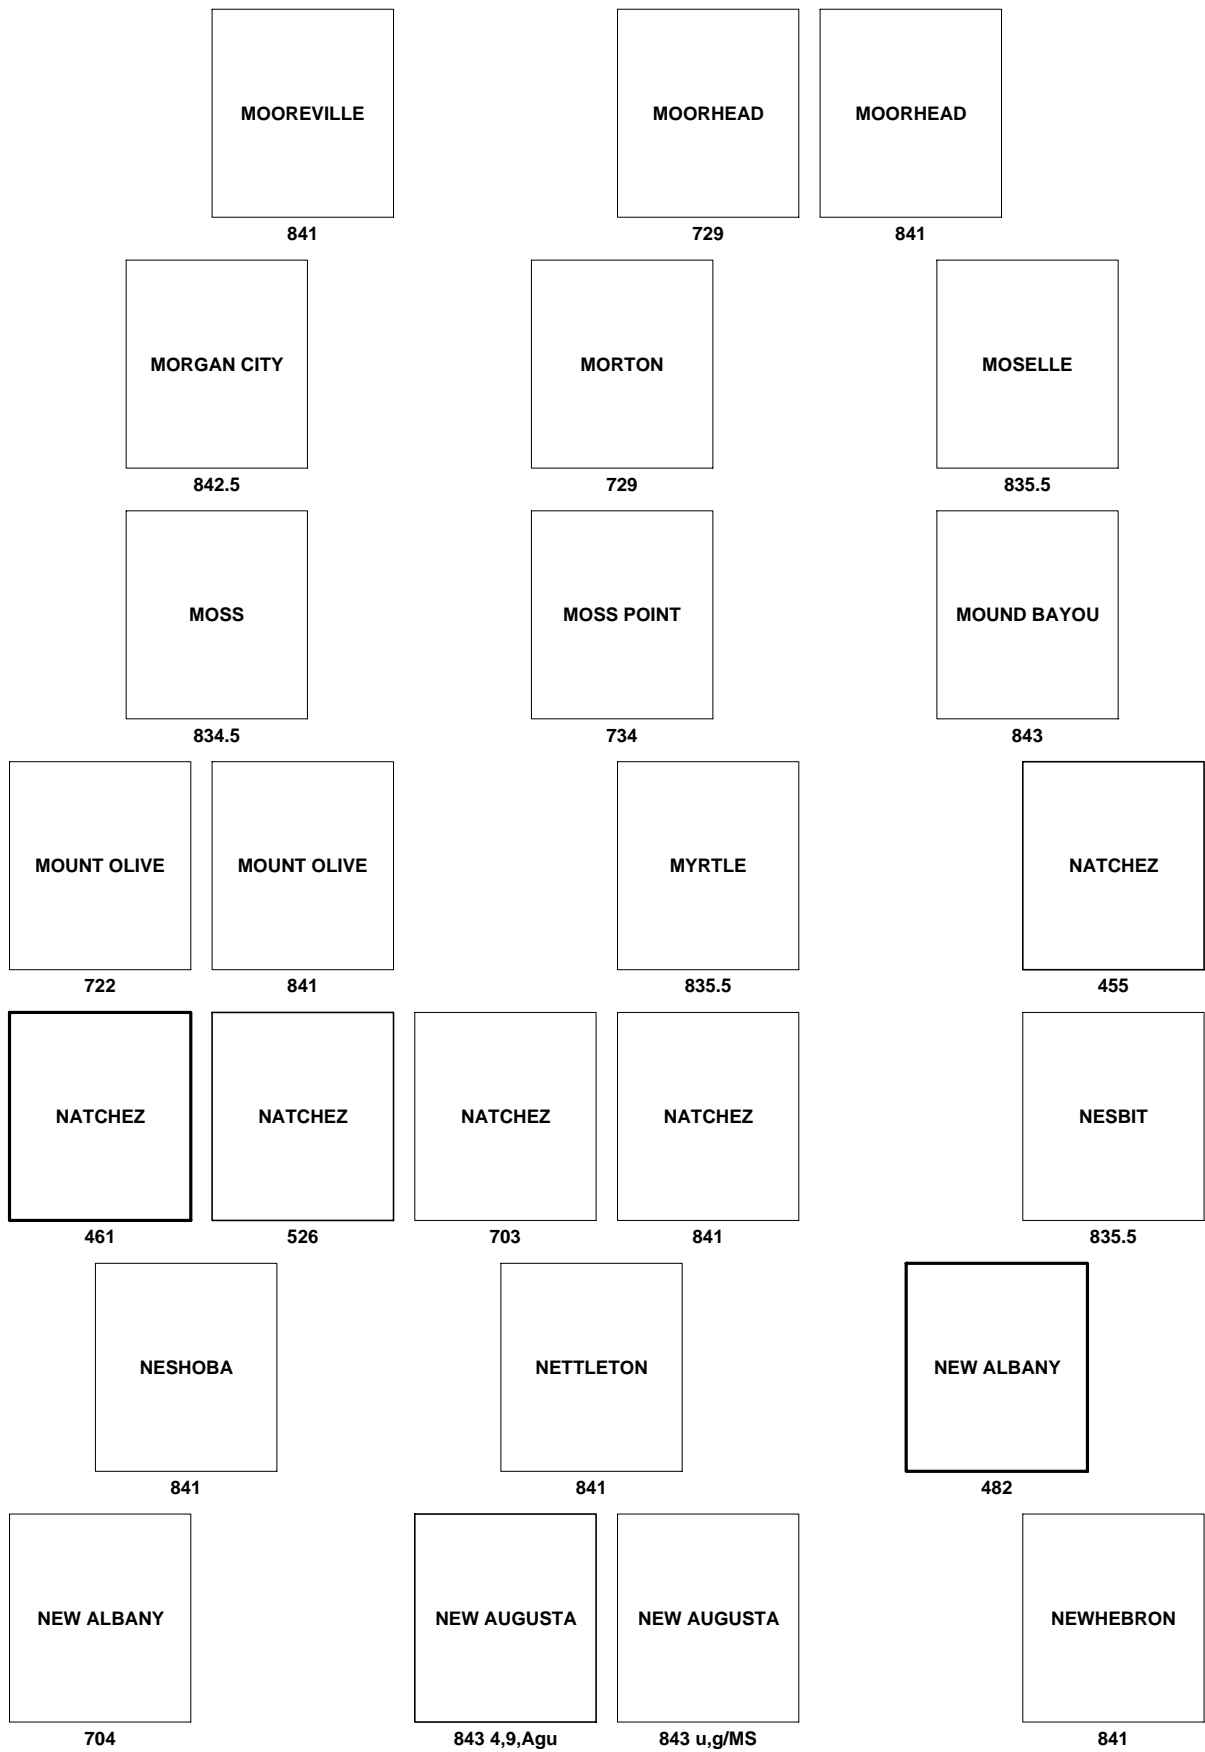 MOOREVILLE MOORHEAD MOORHEAD
841 729 841
MORGAN CITY MORTON MOSELLE
842.5 729 835.5
MOSS MOSS POINT MOUND BAYOU
834.5 734 843
MOUNT OLIVE MOUNT OLIVE MYRTLE NATCHEZ
722 841 835.5 455
NATCHEZ NATCHEZ NATCHEZ NATCHEZ NESBIT
461 526 703 841 835.5
NESHOBA NETTLETON NEW ALBANY
841 841 482
NEW ALBANY NEW AUGUSTA NEW AUGUSTA NEWHEBRON
704 843 4,9,Agu 843 u,g/MS 841